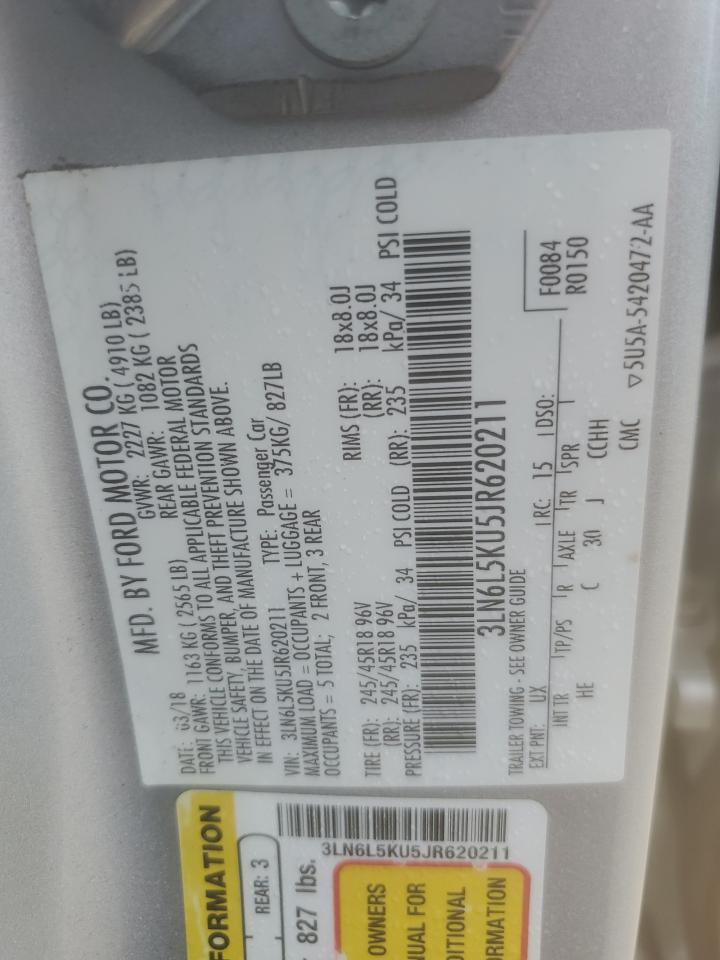 MFD. BY FORD MOTOR CO.
DATE: 03/18 GVWR: 2227 KG ( 4910 LB)
FRONT GAWR: 1163 KG ( 2565 LB) REAR GAWR: 1082 KG ( 2385 LB)
THIS VEHICLE CONFORMS TO ALL APPLICABLE FEDERAL MOTOR
VEHICLE SAFETY, BUMPER, AND THEFT PREVENTION STANDARDS
IN EFFECT ON THE DATE OF MANUFACTURE SHOWN ABOVE.
VIN: 3LN6L5KU5JR620211 TYPE: Passenger Car
MAXIMUM LOAD = OCCUPANTS + LUGGAGE = 375KG/ 827LB
OCCUPANTS = 5 TOTAL; 2 FRONT, 3 REAR
TIRE (FR): 245/45R18 96V RIMS (FR): 18x8.0J
(RR): 245/45R18 96V (RR): 18x8.0J
PRESSURE (FR): 235 kPa/ 34 PSI COLD (RR): 235 kPa/ 34 PSI COLD
3LN6L5KU5JR620211
TRAILER TOWING - SEE OWNER GUIDE
EXT PNT: UX RC: 15 DSO: F0084
R0150
INT TR TP/PS R AXLE TR SPR
HE C 30 J CCHH
CMC ▽5U5A-5420472-AA
FORMATION
REAR: 3
827 lbs.
3LN6L5KU5JR620211
OWNERS